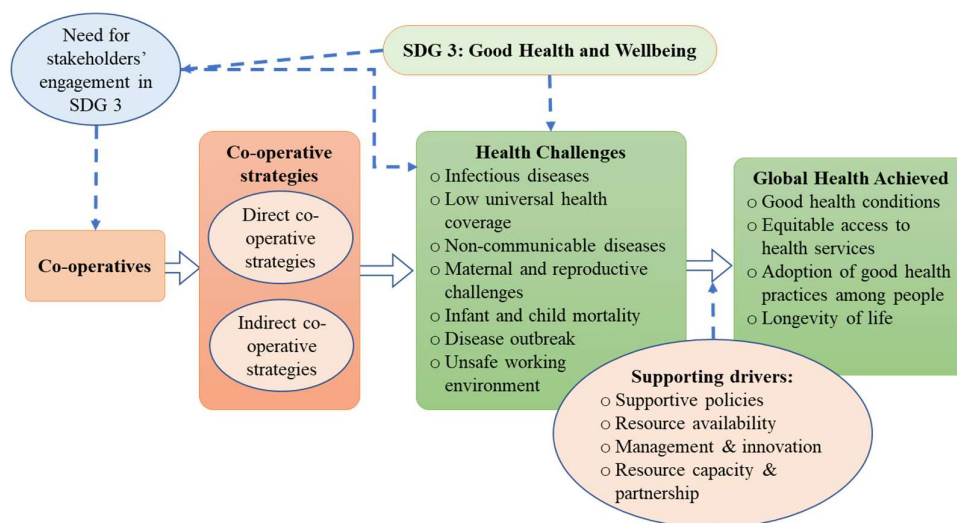 Need for
stakeholders’
engagement in
SDG 3
SDG 3: Good Health and Wellbeing
Co-operatives
Co-operative
strategies
Direct co-
operative
strategies
Indirect co-
operative
strategies
Health Challenges
○ Infectious diseases
○ Low universal health
coverage
○ Non-communicable diseases
○ Maternal and reproductive
challenges
○ Infant and child mortality
○ Disease outbreak
○ Unsafe working
environment
Global Health Achieved
○ Good health conditions
○ Equitable access to
health services
○ Adoption of good health
practices among people
○ Longevity of life
Supporting drivers:
○ Supportive policies
○ Resource availability
○ Management & innovation
○ Resource capacity &
partnership